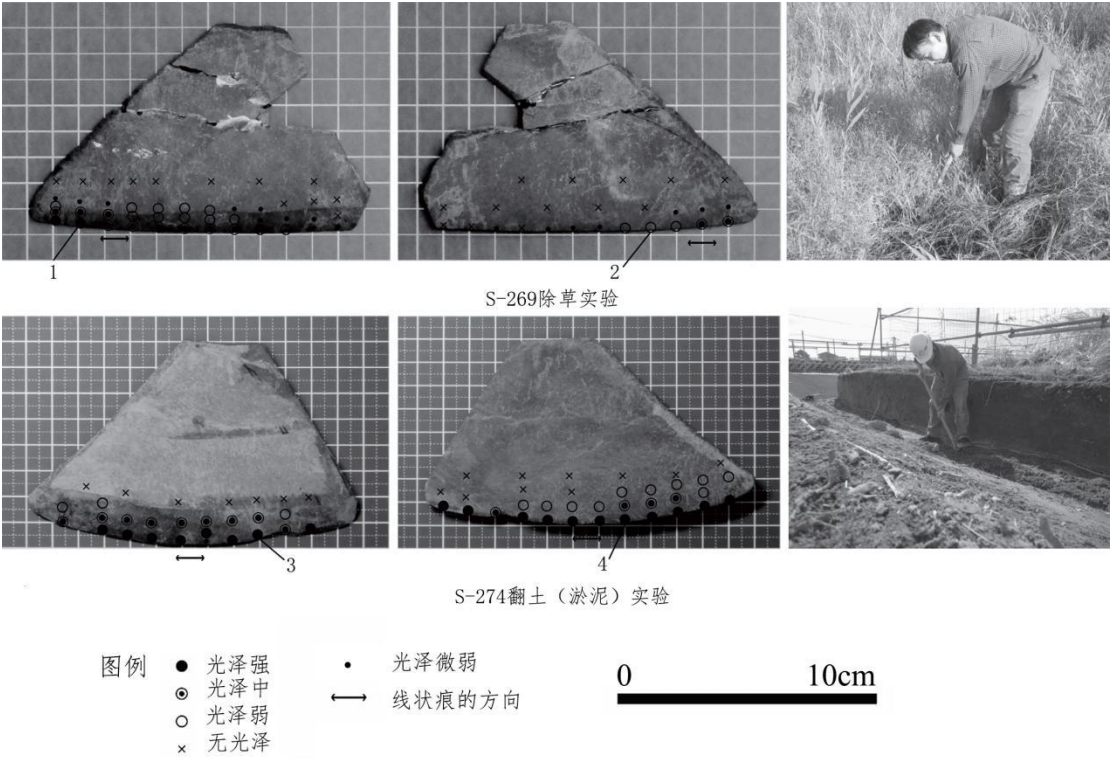 1
2
S-269除草实验
3
4
S-274翻土（淤泥）实验
图例
光泽强
光泽中
光泽弱
无光泽
光泽微弱
线状痕的方向
0 10cm